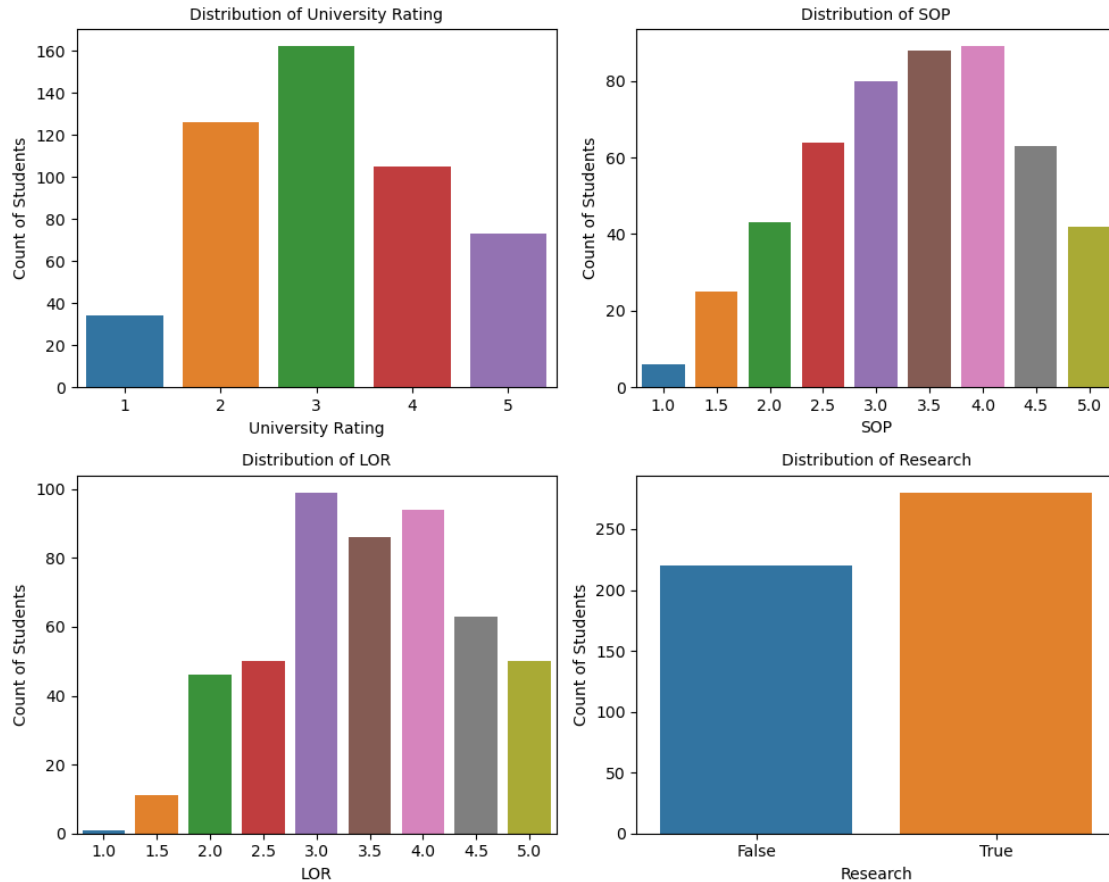 Distribution of University Rating
160
140
120
100
80
60
40
20
0
Count of Students
1 2 3 4 5
University Rating
Distribution of SOP
80
60
40
20
0
Count of Students
1.0 1.5 2.0 2.5 3.0 3.5 4.0 4.5 5.0
SOP
Distribution of LOR
100
80
60
40
20
0
Count of Students
1.0 1.5 2.0 2.5 3.0 3.5 4.0 4.5 5.0
LOR
Distribution of Research
250
200
150
100
50
0
Count of Students
False True
Research